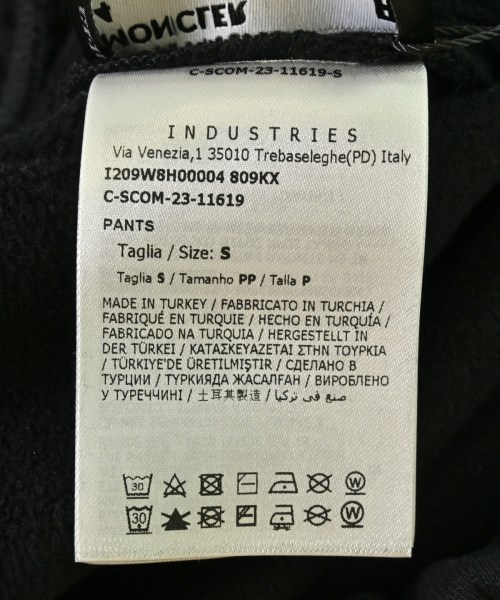 MONCLER
C-SCOM-23-11619-S
INDUSTRIES
Via Venezia,1 35010 Trebaseleghe(PD) Italy
I209W8H00004 809KX
C-SCOM-23-11619
PANTS
Taglia / Size: S
Taglia S / Tamanho PP / Talla P
MADE IN TURKEY / FABBRICATO IN TURCHIA /
FABRIQUÉ EN TURQUIE / HECHO EN TURQUÍA /
FABRICADO NA TURQUIA / HERGESTELLT IN
DER TÜRKEI / ΚΑΤΑΣΚΕΥΑΖΕΤΑΙ ΣΤΗΝ ΤΟΥΡΚΙΑ
/ TÜRKİYE'DE ÜRETİLMİŞTİR / СДЕЛАНО В
ТУРЦИИ / ТҮРКИЯДА ЖАСАЛҒАН / ВИРОБЛЕНО
У ТУРЕЧЧИНІ / 土耳其製造 / صنع في تركيا
30 W
30 W